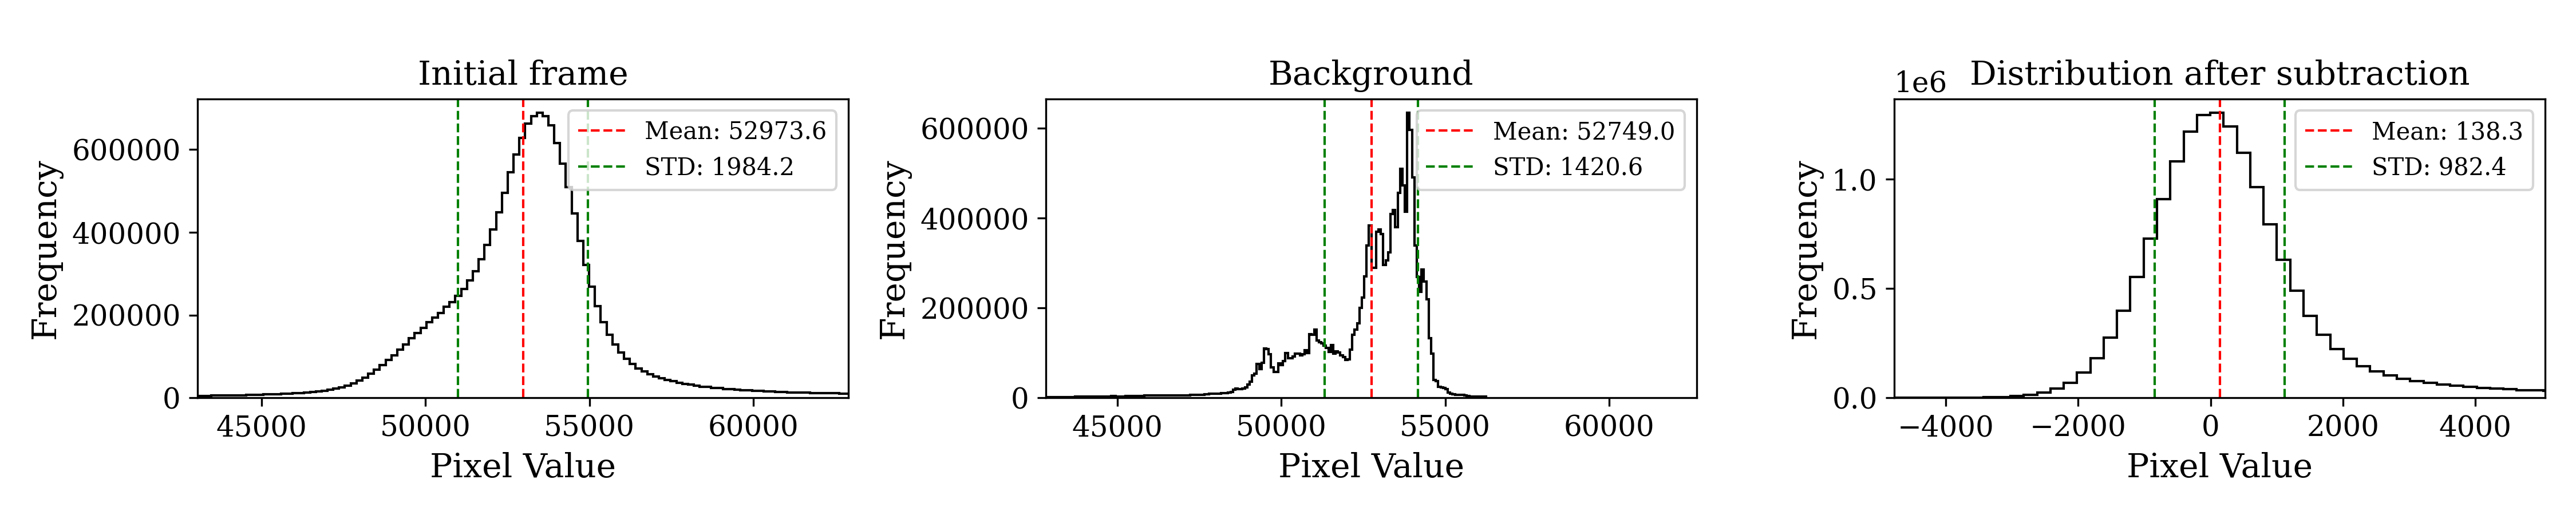 Initial frame
Frequency
600000
400000
200000
0
45000 50000 55000 60000
Pixel Value
Mean: 52973.6
STD: 1984.2
Background
Frequency
600000
400000
200000
0
45000 50000 55000 60000
Pixel Value
Mean: 52749.0
STD: 1420.6
1e6 Distribution after subtraction
Frequency
1.0
0.5
0.0
−4000 −2000 0 2000 4000
Pixel Value
Mean: 138.3
STD: 982.4